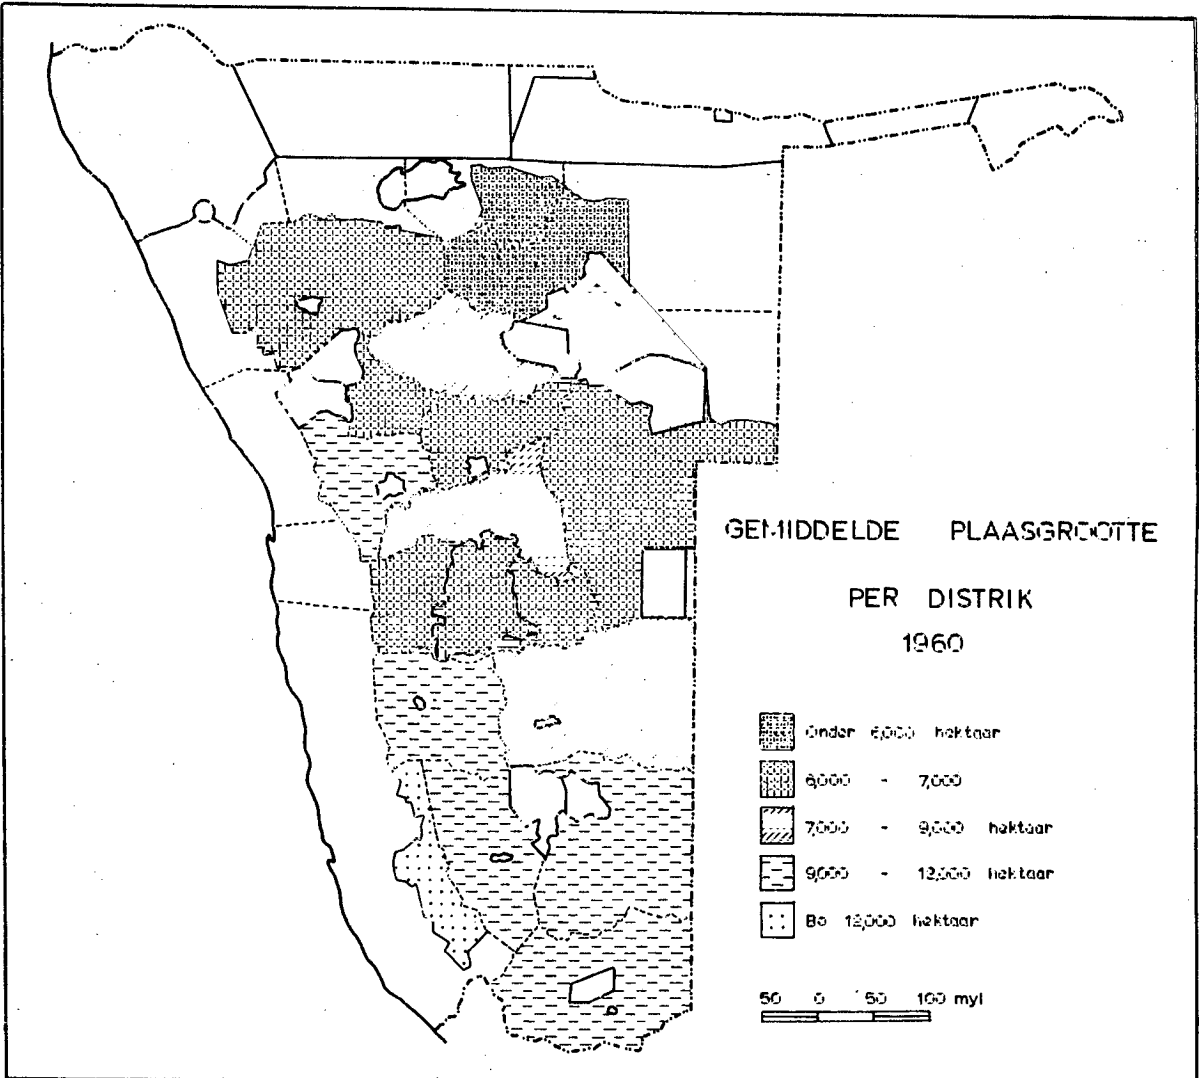 GEMIDDELDE PLAASGROOTTE
PER DISTRIK
1960
Onder 6,000 hektaar
6,000 - 7,000
7,000 - 9,000 hektaar
9,000 - 12,000 hektaar
Bo 12,000 hektaar
50 0 50 100 myl